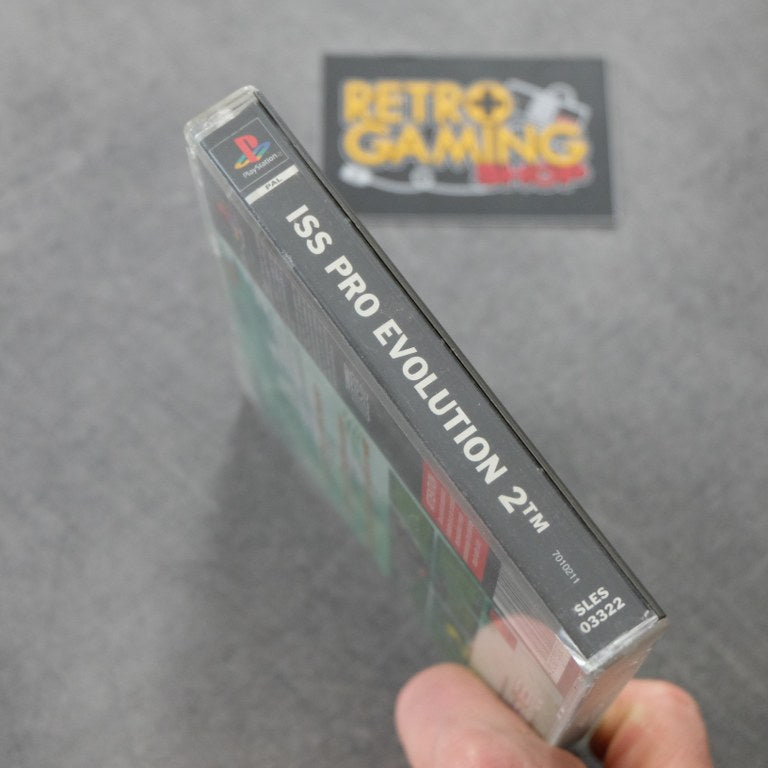 RETRO
GAMING
SHOP
PlayStation
PAL
ISS PRO EVOLUTION 2™
7010211
SLES
03322